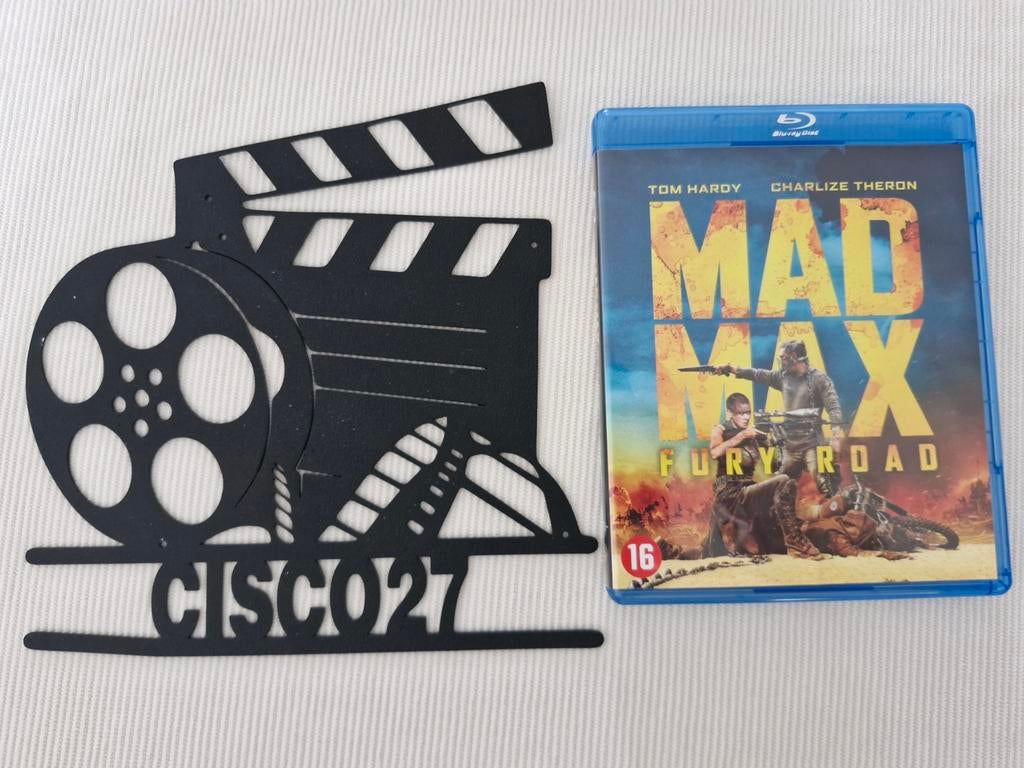 CISCO27
Blu-ray Disc
TOM HARDY CHARLIZE THERON
MAD
MAX
FURY ROAD
16